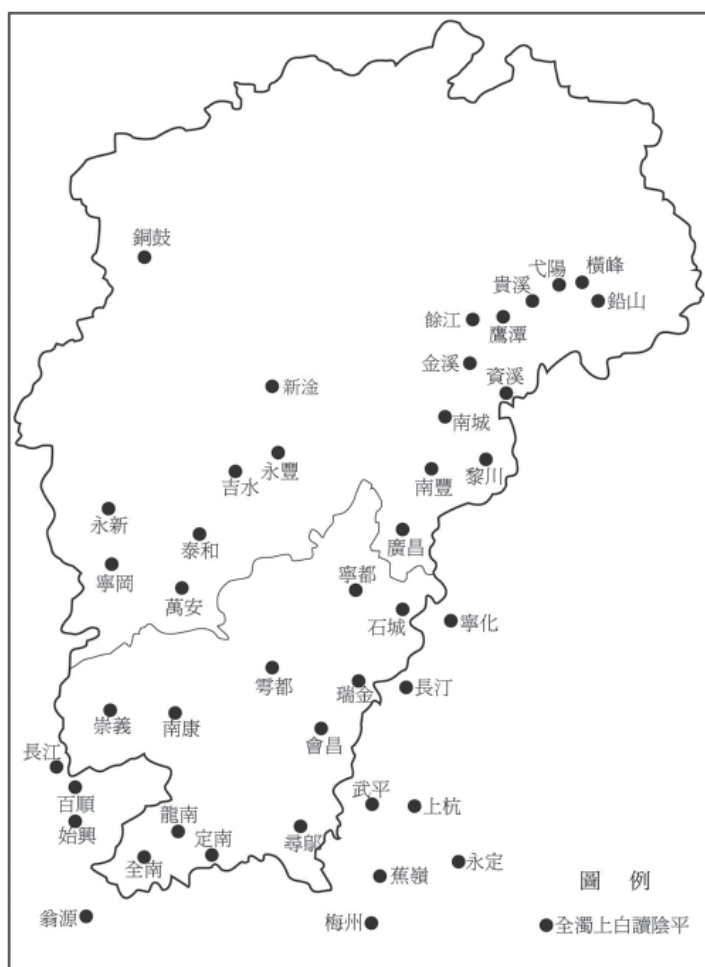 銅鼓
弋陽
橫峰
貴溪
鉛山
餘江
鷹潭
金溪
資溪
新淦
南城
永豐
吉水
南豐
黎川
永新
泰和
廣昌
寧岡
萬安
寧都
石城
寧化
雩都
瑞金
長汀
崇義
南康
會昌
長江
百順
武平
上杭
始興
龍南
定南
尋鄔
全南
蕉嶺
永定
圖 例
翁源
梅州
全濁上白讀陰平